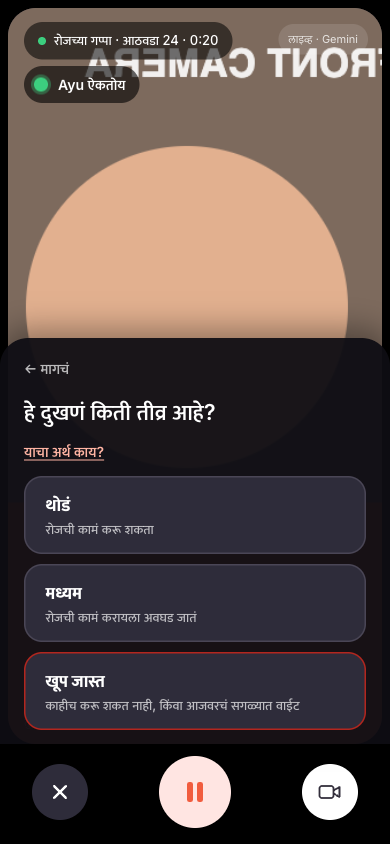 रोजच्या गप्पा · आठवडा 24 · 0:20
लाइव्ह · Gemini
FRONT CAMERA
Ayu ऐकतोय
← मागचं
हे दुखणं किती तीव्र आहे?
याचा अर्थ काय?
थोडं
रोजची कामं करू शकता
मध्यम
रोजची कामं करायला अवघड जातं
खूप जास्त
काहीच करू शकत नाही, किंवा आजवरचं सगळ्यात वाईट